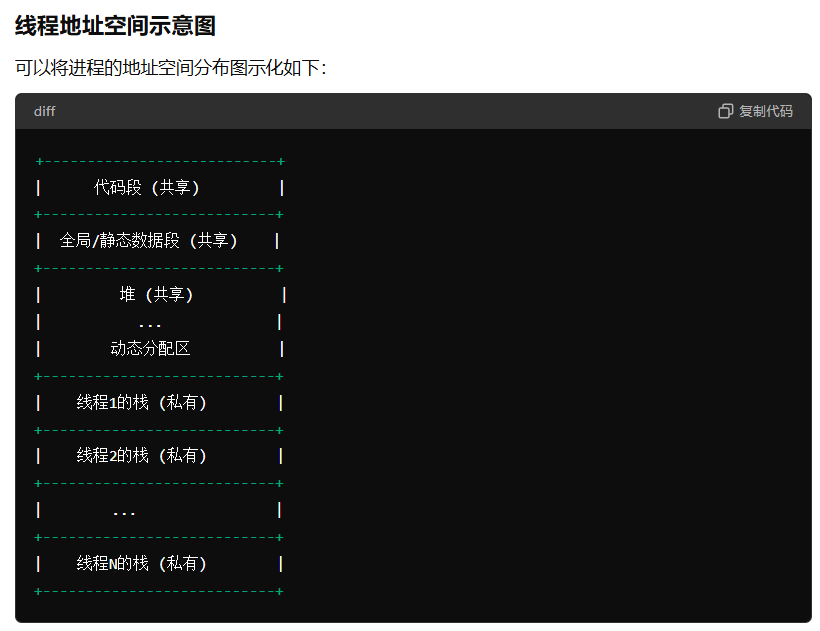 线程地址空间示意图
可以将进程的地址空间分布图示化如下：
diff
复制代码
+---------------------------+
|      代码段 (共享)         |
+---------------------------+
|  全局/静态数据段 (共享)    |
+---------------------------+
|         堆 (共享)          |
|           ...             |
|        动态分配区          |
+---------------------------+
|    线程1的栈 (私有)        |
+---------------------------+
|    线程2的栈 (私有)        |
+---------------------------+
|        ...                |
+---------------------------+
|    线程N的栈 (私有)        |
+---------------------------+